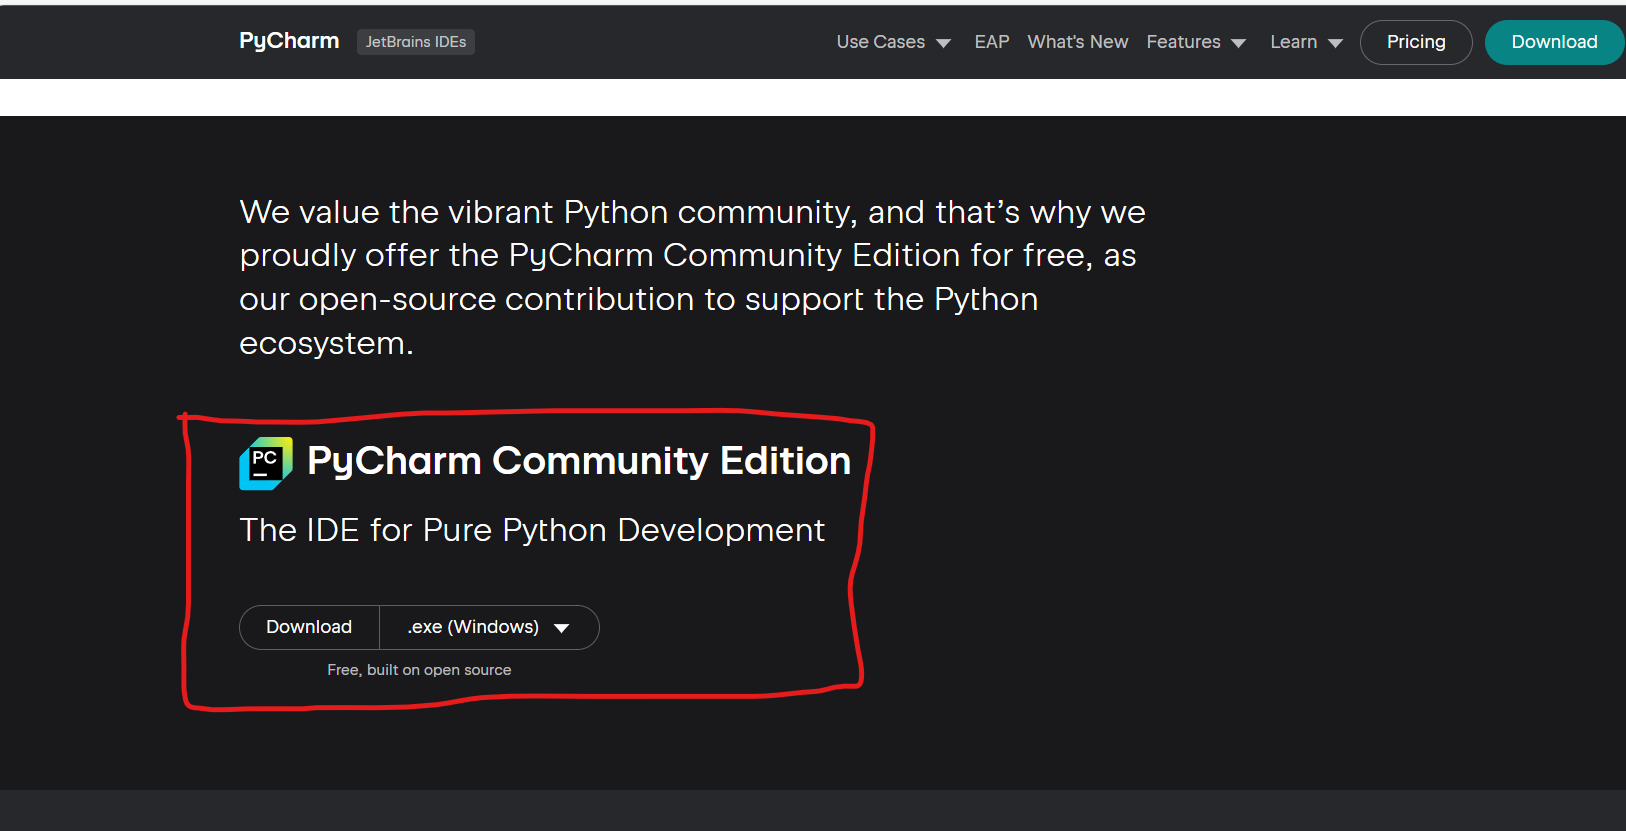 PyCharm JetBrains IDEs Use Cases EAP What's New Features Learn Pricing Download
We value the vibrant Python community, and that’s why we
proudly offer the PyCharm Community Edition for free, as
our open-source contribution to support the Python
ecosystem.
PC PyCharm Community Edition
The IDE for Pure Python Development
Download .exe (Windows)
Free, built on open source